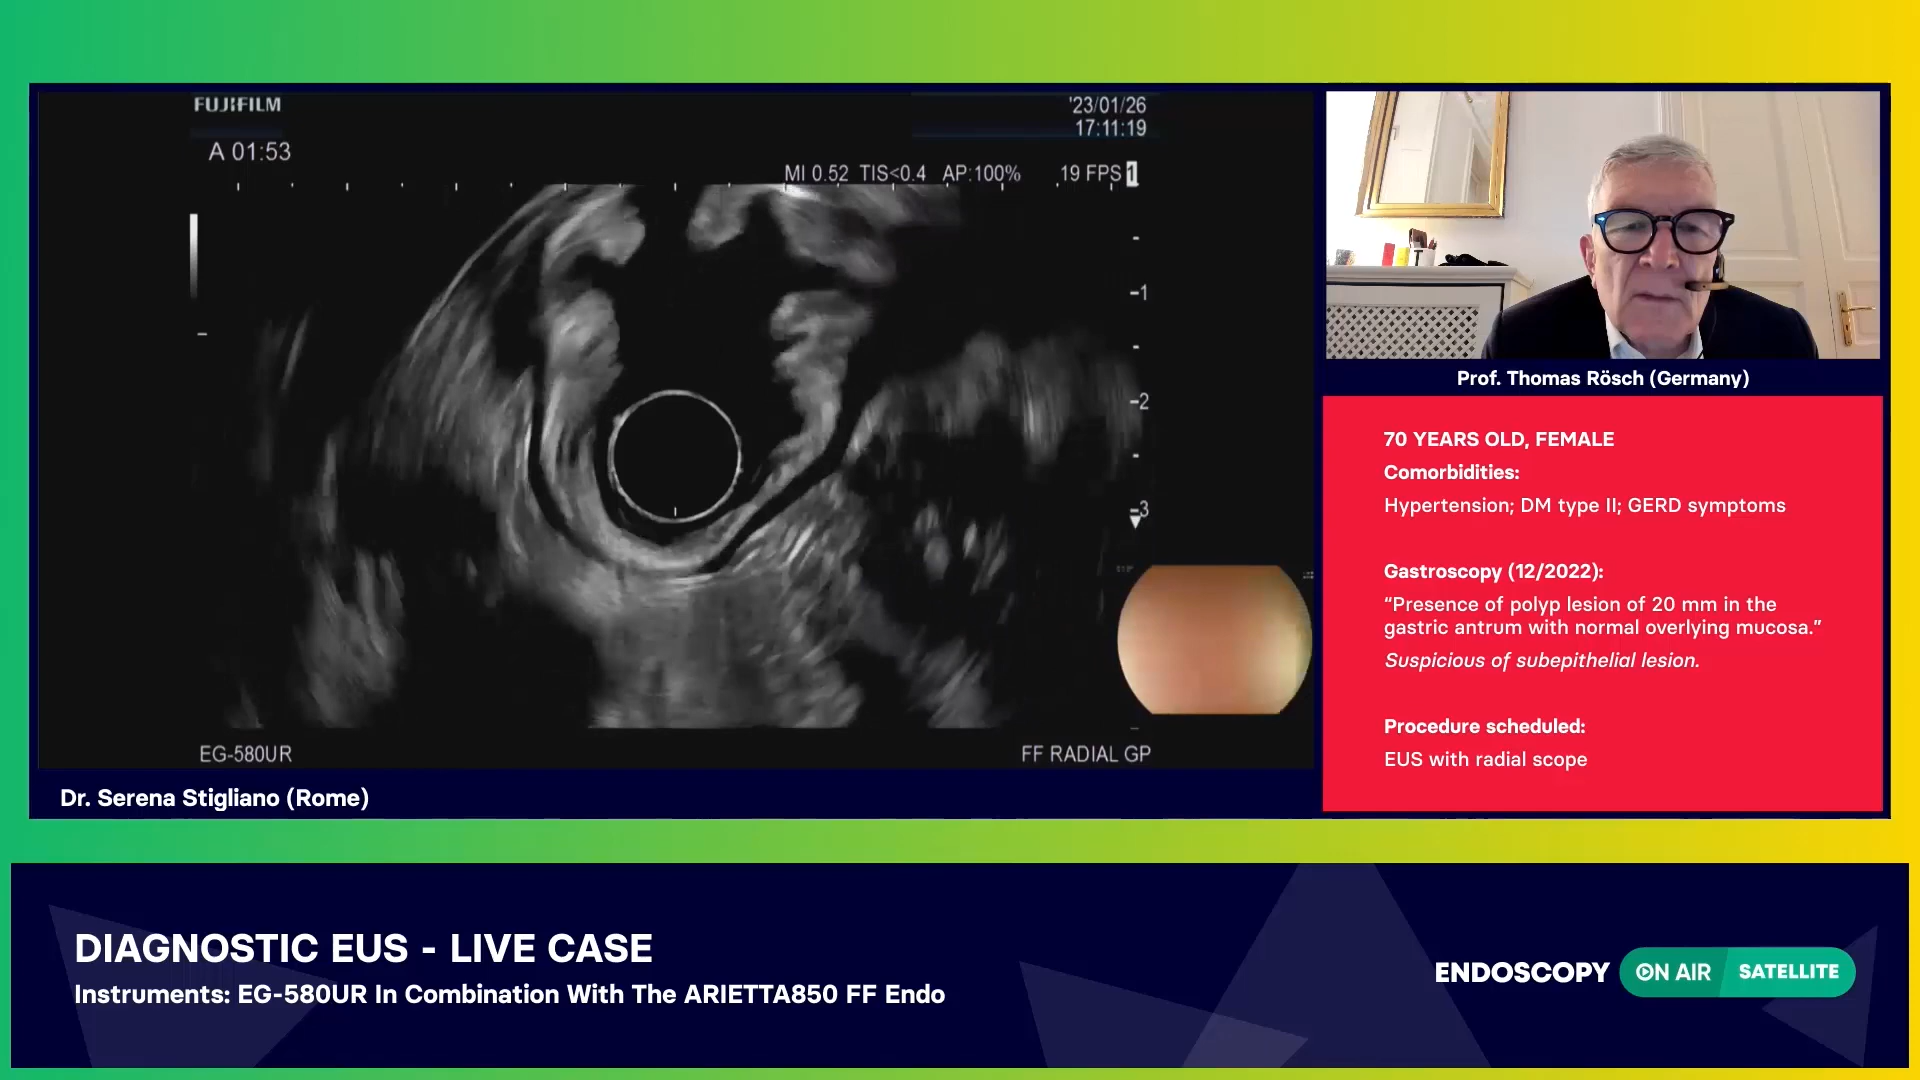 FUJIFILM
'23/01/26
17:11:19
A 01:53
MI 0.52 TIS<0.4 AP:100% 19 FPS 1
1
2
3
EG-580UR
FF RADIAL GP
Dr. Serena Stigliano (Rome)
Prof. Thomas Rösch (Germany)
70 YEARS OLD, FEMALE
Comorbidities:
Hypertension; DM type II; GERD symptoms
Gastroscopy (12/2022):
“Presence of polyp lesion of 20 mm in the
gastric antrum with normal overlying mucosa.”
Suspicious of subepithelial lesion.
Procedure scheduled:
EUS with radial scope
DIAGNOSTIC EUS - LIVE CASE
Instruments: EG-580UR In Combination With The ARIETTA850 FF Endo
ENDOSCOPY ON AIR SATELLITE